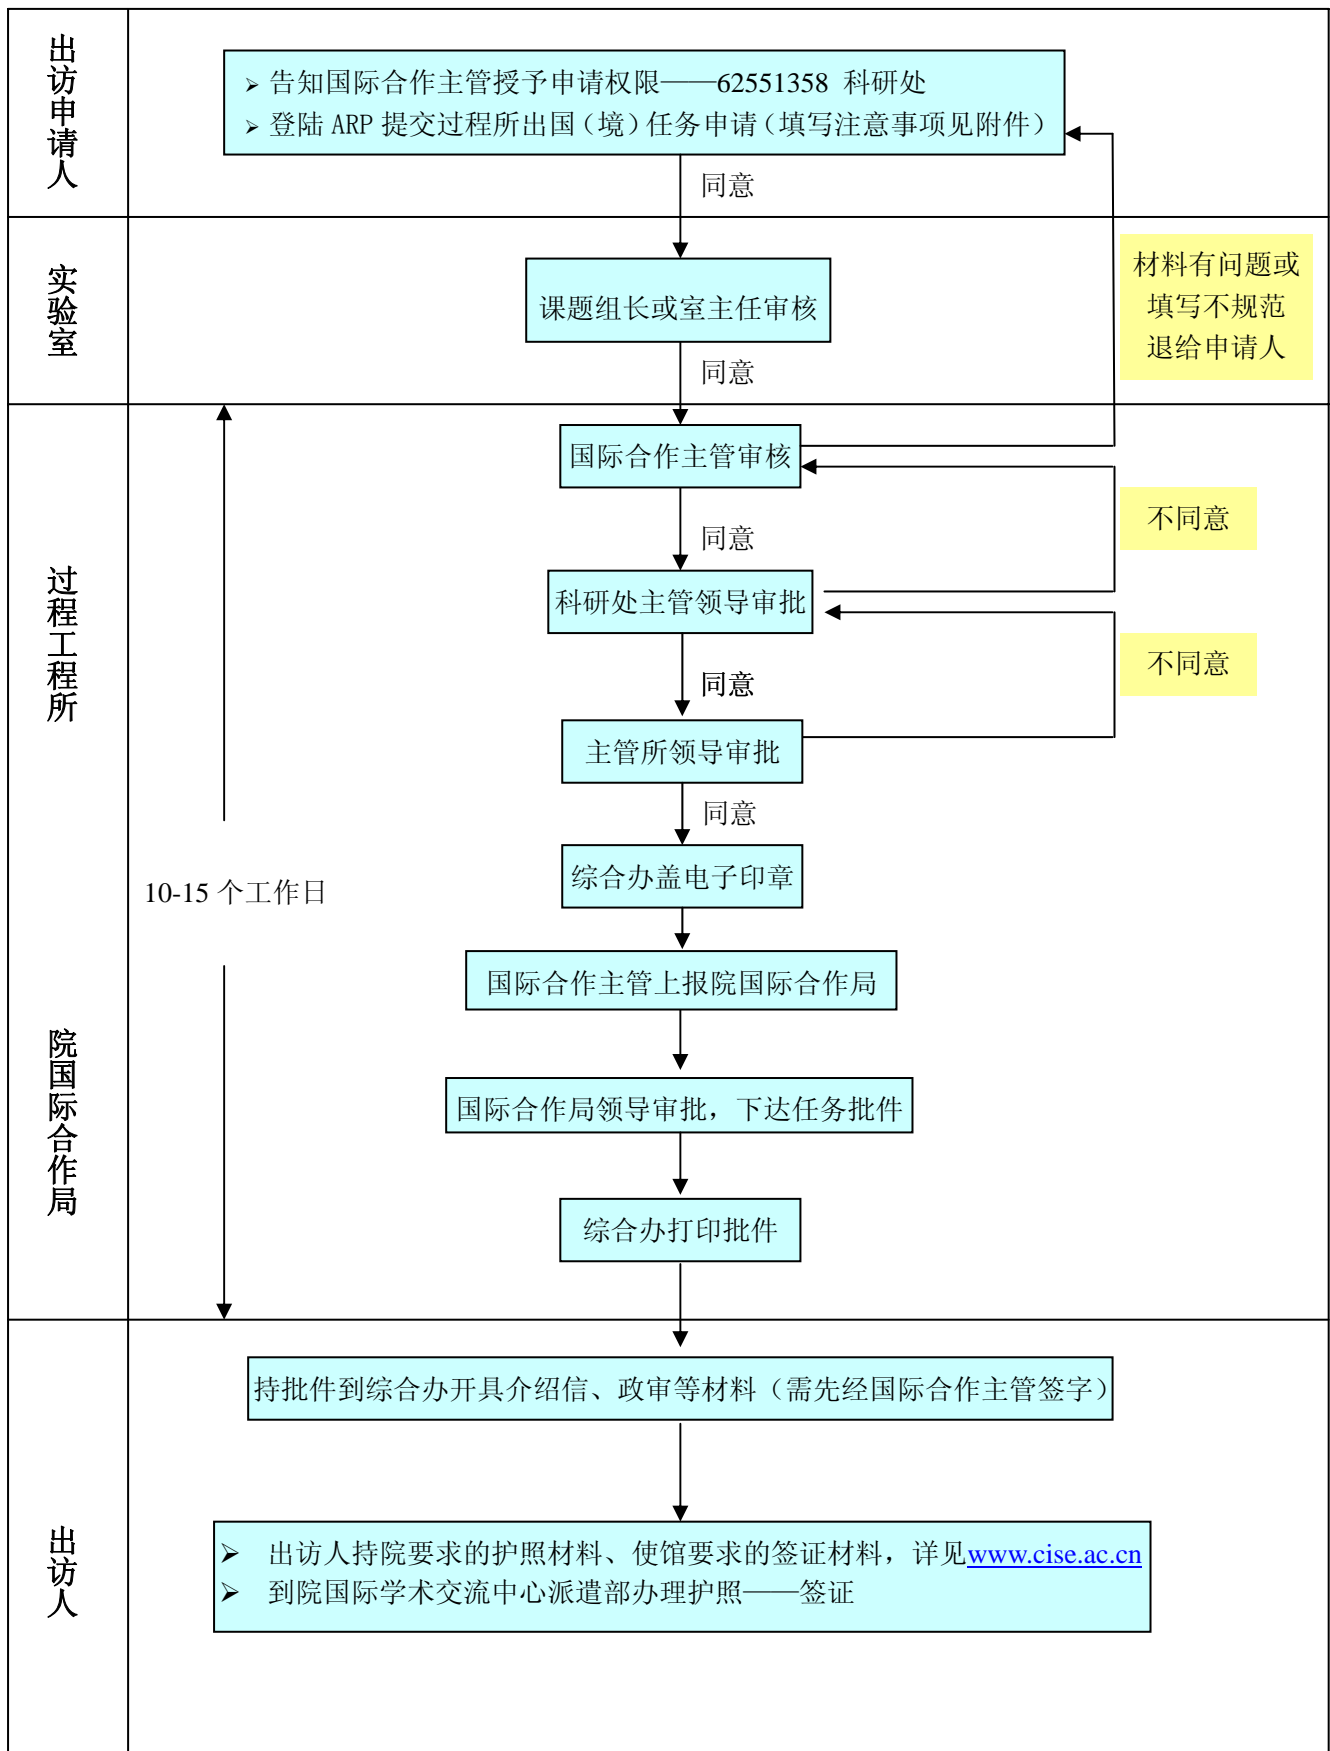 出访申请人
➢ 告知国际合作主管授予申请权限——62551358 科研处
➢ 登陆 ARP 提交过程所出国（境）任务申请（填写注意事项见附件）
同意
实验室
课题组长或室主任审核
材料有问题或
填写不规范
退给申请人
同意
国际合作主管审核
不同意
同意
过程工程所
科研处主管领导审批
不同意
同意
主管所领导审批
同意
综合办盖电子印章
10-15 个工作日
国际合作主管上报院国际合作局
院国际合作局
国际合作局领导审批，下达任务批件
综合办打印批件
持批件到综合办开具介绍信、政审等材料（需先经国际合作主管签字）
出访人
➢ 出访人持院要求的护照材料、使馆要求的签证材料，详见www.cise.ac.cn
➢ 到院国际学术交流中心派遣部办理护照——签证